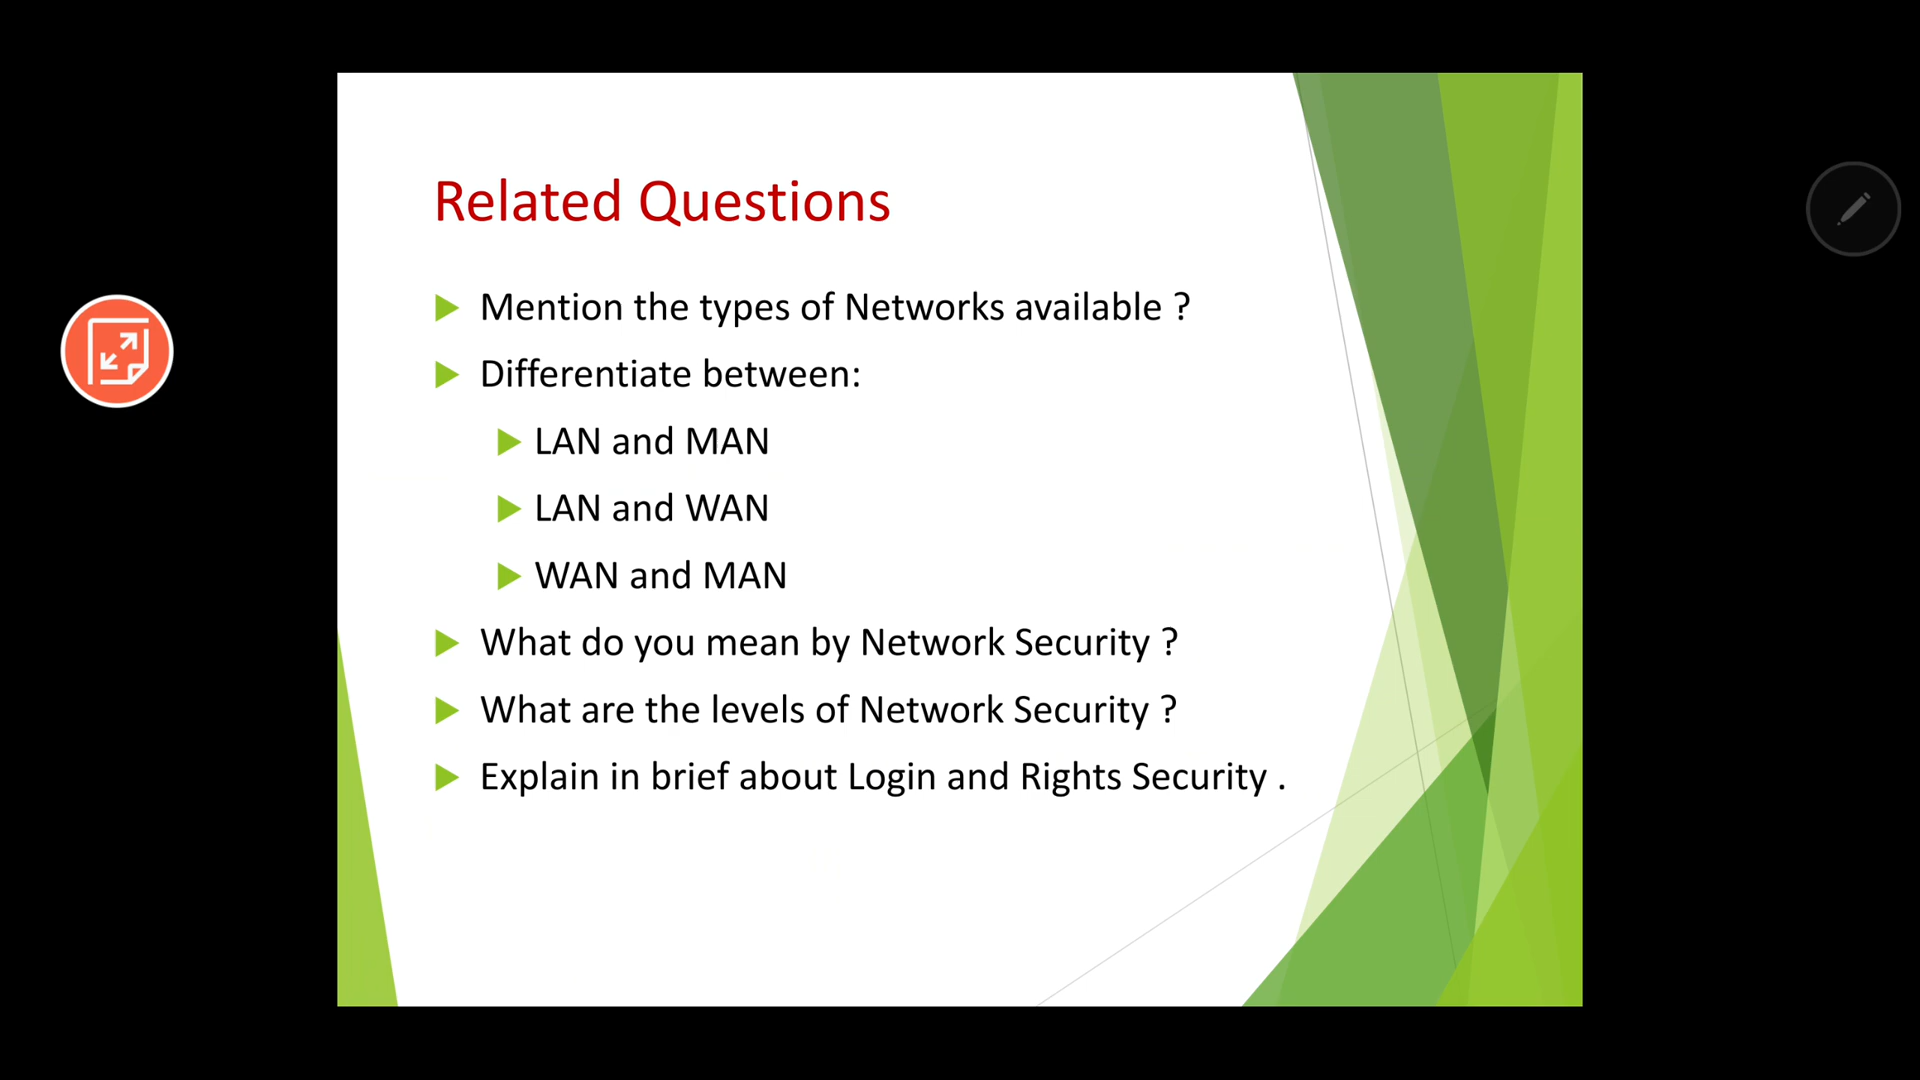 Related Questions
Mention the types of Networks available ?
Differentiate between:
LAN and MAN
LAN and WAN
WAN and MAN
What do you mean by Network Security ?
What are the levels of Network Security ?
Explain in brief about Login and Rights Security .